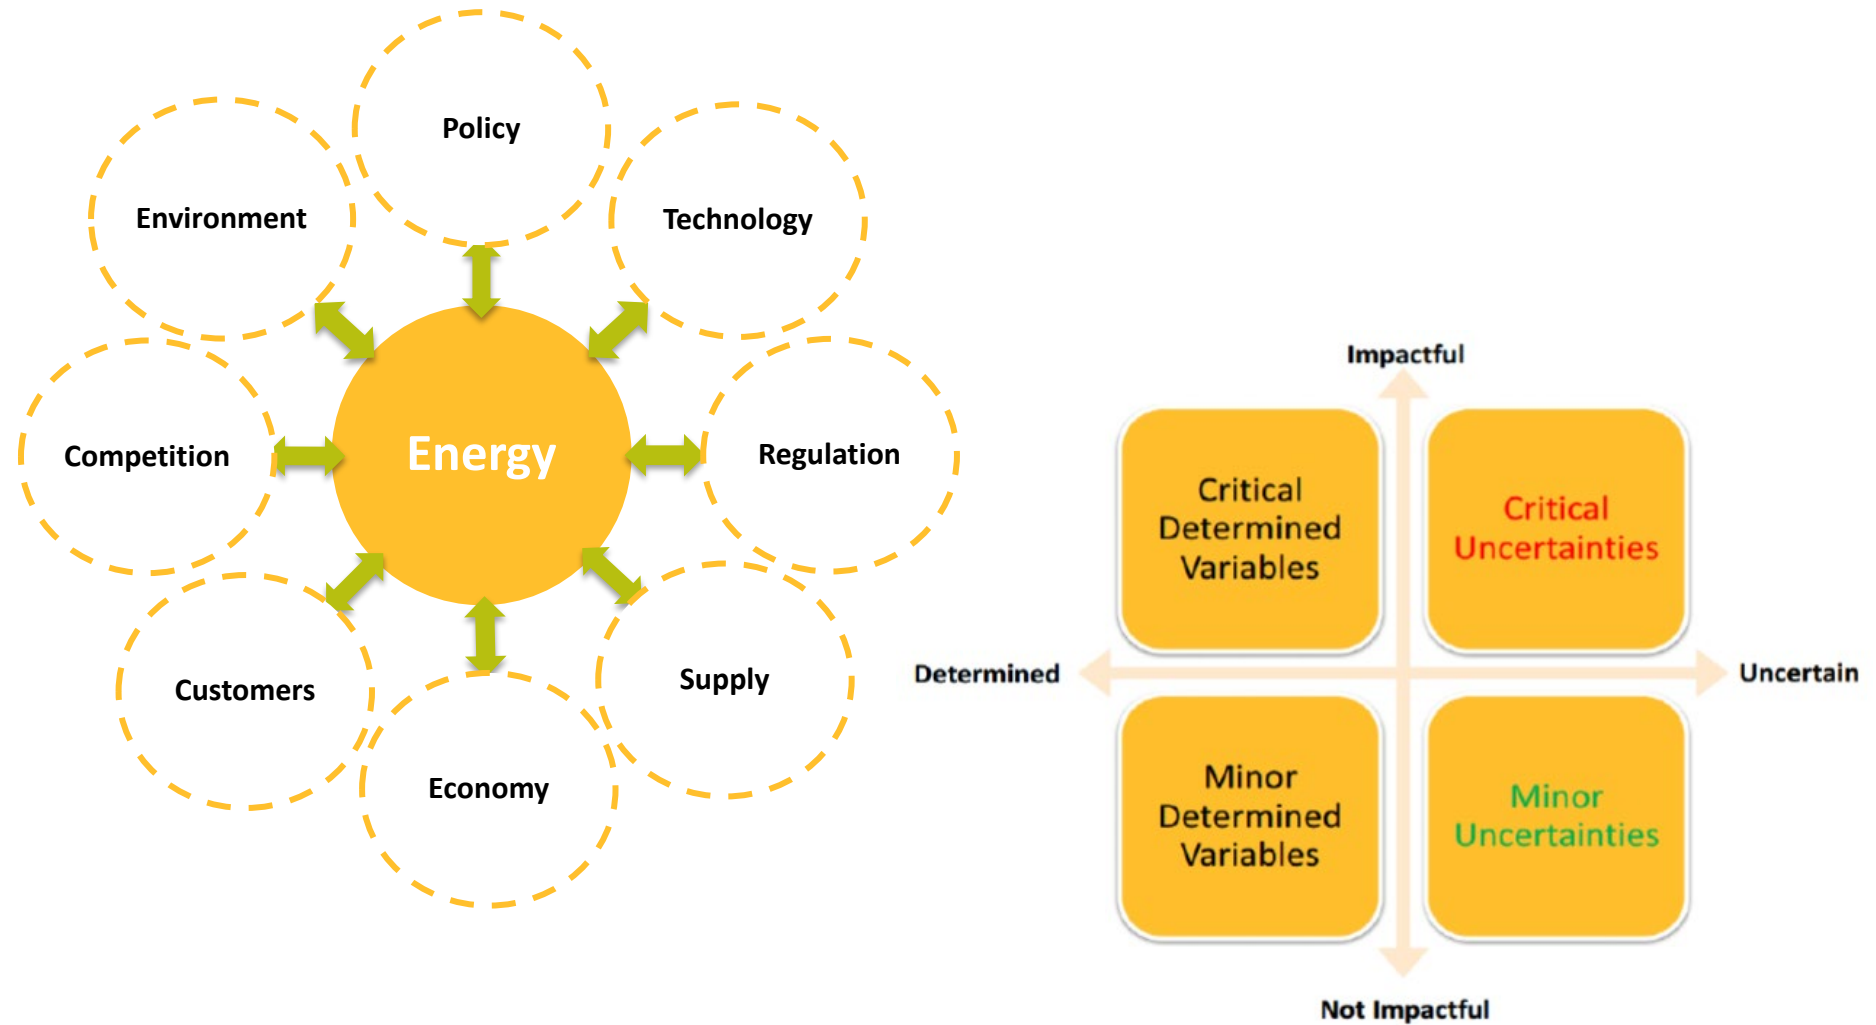 Policy
Environment
Technology
Competition
Energy
Regulation
Customers
Supply
Economy
Impactful
Critical
Determined
Variables
Critical
Uncertainties
Determined
Uncertain
Minor
Determined
Variables
Minor
Uncertainties
Not Impactful